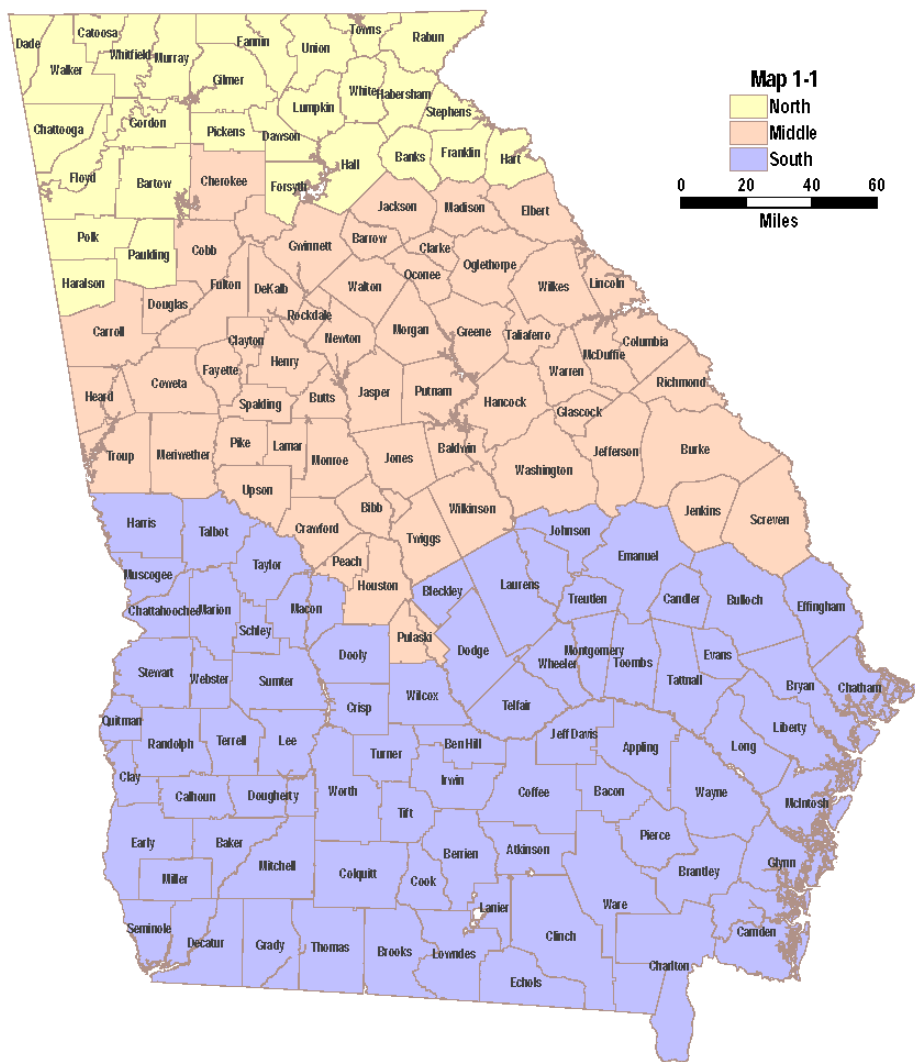 Map 1-1
North
Middle
South
0 20 40 60
Miles
Dade
Catoosa
Whitfield
Murray
Fannin
Union
Towns
Rabun
Walker
Gilmer
White
Habersham
Lumpkin
Stephens
Chattooga
Gordon
Pickens
Dawson
Hall
Banks
Franklin
Hart
Floyd
Bartow
Cherokee
Forsyth
Jackson
Madison
Elbert
Polk
Paulding
Cobb
Gwinnett
Barrow
Clarke
Oconee
Oglethorpe
Haralson
Douglas
Fulton
DeKalb
Walton
Wilkes
Lincoln
Carroll
Rockdale
Clayton
Newton
Morgan
Greene
Taliaferro
Columbia
McDuffie
Heard
Coweta
Fayette
Henry
Butts
Jasper
Putnam
Hancock
Warren
Richmond
Spalding
Glascock
Troup
Meriwether
Pike
Lamar
Monroe
Jones
Baldwin
Washington
Jefferson
Burke
Upson
Bibb
Wilkinson
Jenkins
Screven
Crawford
Twiggs
Harris
Talbot
Taylor
Peach
Houston
Johnson
Emanuel
Muscogee
Chattahoochee
Marion
Macon
Bleckley
Laurens
Treutlen
Candler
Bulloch
Effingham
Schley
Dooly
Pulaski
Dodge
Wheeler
Montgomery
Toombs
Evans
Tattnall
Bryan
Chatham
Stewart
Webster
Sumter
Crisp
Wilcox
Telfair
Liberty
Quitman
Randolph
Terrell
Lee
Turner
Ben Hill
Jeff Davis
Appling
Long
Clay
Calhoun
Dougherty
Worth
Irwin
Tift
Coffee
Bacon
Wayne
McIntosh
Early
Baker
Mitchell
Miller
Colquitt
Cook
Berrien
Atkinson
Pierce
Brantley
Glynn
Seminole
Decatur
Grady
Thomas
Brooks
Lowndes
Lanier
Clinch
Ware
Camden
Echols
Charlton